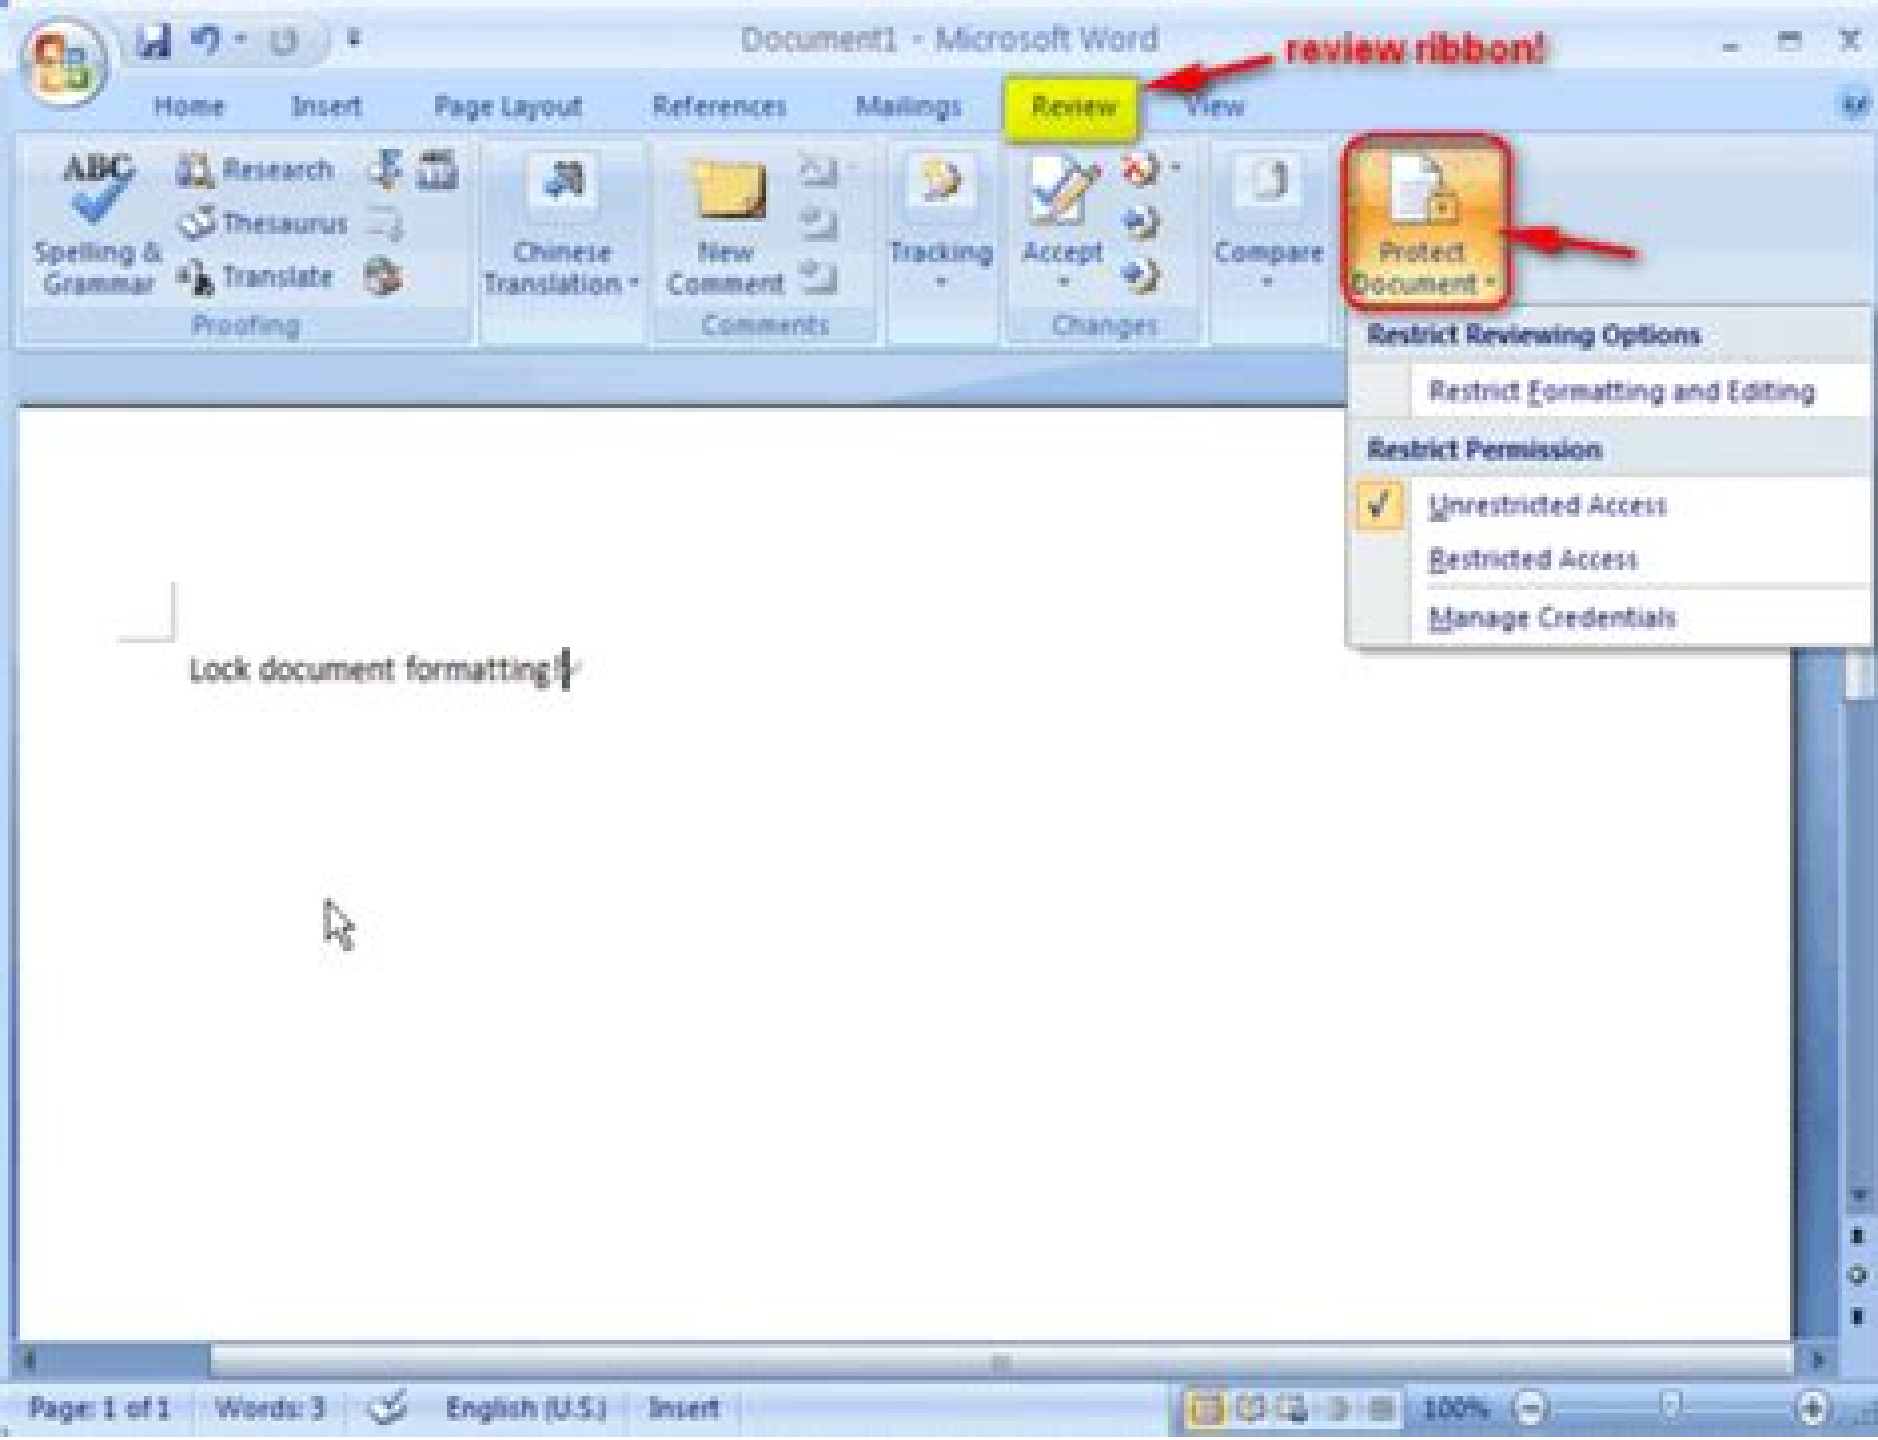 Document1 - Microsoft Word
review ribbon!
Home Insert Page Layout References Mailings Review View
ABC
Spelling & Grammar
Research
Thesaurus
Translate
Proofing
Chinese Translation
New Comment
Comments
Tracking
Accept
Changes
Compare
Protect Document
Restrict Reviewing Options
Restrict Formatting and Editing
Restrict Permission
Unrestricted Access
Restricted Access
Manage Credentials
Lock document formatting!
Page: 1 of 1 Words: 3 English (U.S.) Insert 100%